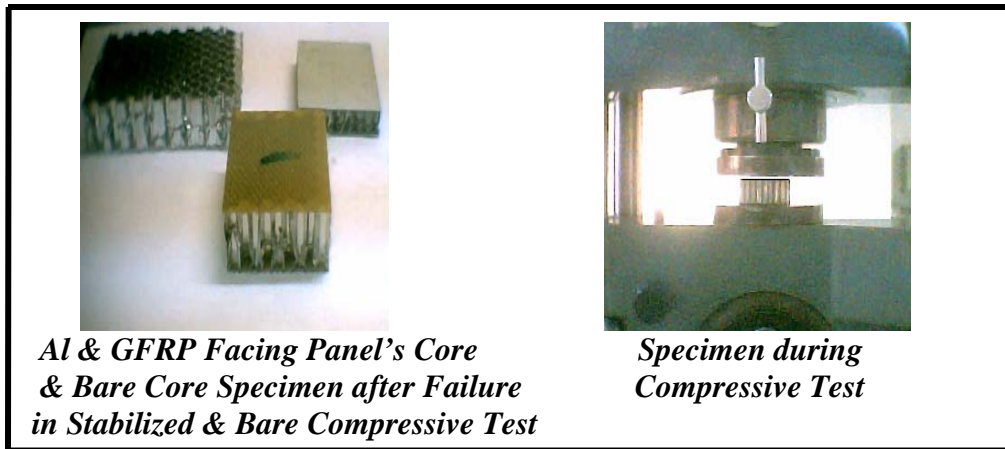 Al & GFRP Facing Panel's Core
& Bare Core Specimen after Failure
in Stabilized & Bare Compressive Test
Specimen during
Compressive Test